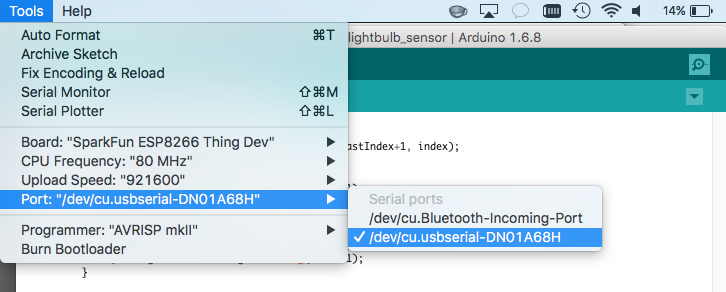 Tools Help 14%
lightbulb_sensor | Arduino 1.6.8
Auto Format ⌘T
Archive Sketch
Fix Encoding & Reload
Serial Monitor ⇧⌘M
Serial Plotter ⇧⌘L
astIndex+1, index);
Board: "SparkFun ESP8266 Thing Dev"
CPU Frequency: "80 MHz"
Upload Speed: "921600"
Port: "/dev/cu.usbserial-DN01A68H"
Serial ports
/dev/cu.Bluetooth-Incoming-Port
✓ /dev/cu.usbserial-DN01A68H
Programmer: "AVRISP mkII"
Burn Bootloader
);
}